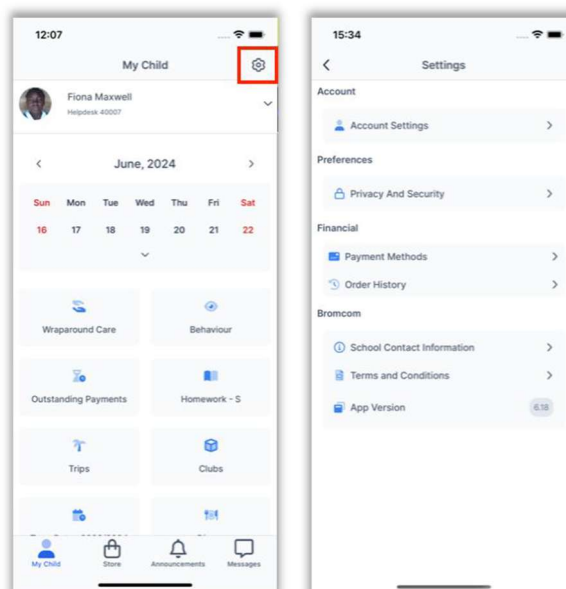 12:07
My Child
Fiona Maxwell
Helpdesk 40007
June, 2024
Sun Mon Tue Wed Thu Fri Sat
16 17 18 19 20 21 22
Wraparound Care Behaviour
Outstanding Payments Homework - S
Trips Clubs
My Child Store Announcements Messages
15:34
Settings
Account
Account Settings
Preferences
Privacy And Security
Financial
Payment Methods
Order History
Bromcom
School Contact Information
Terms and Conditions
App Version 6.18